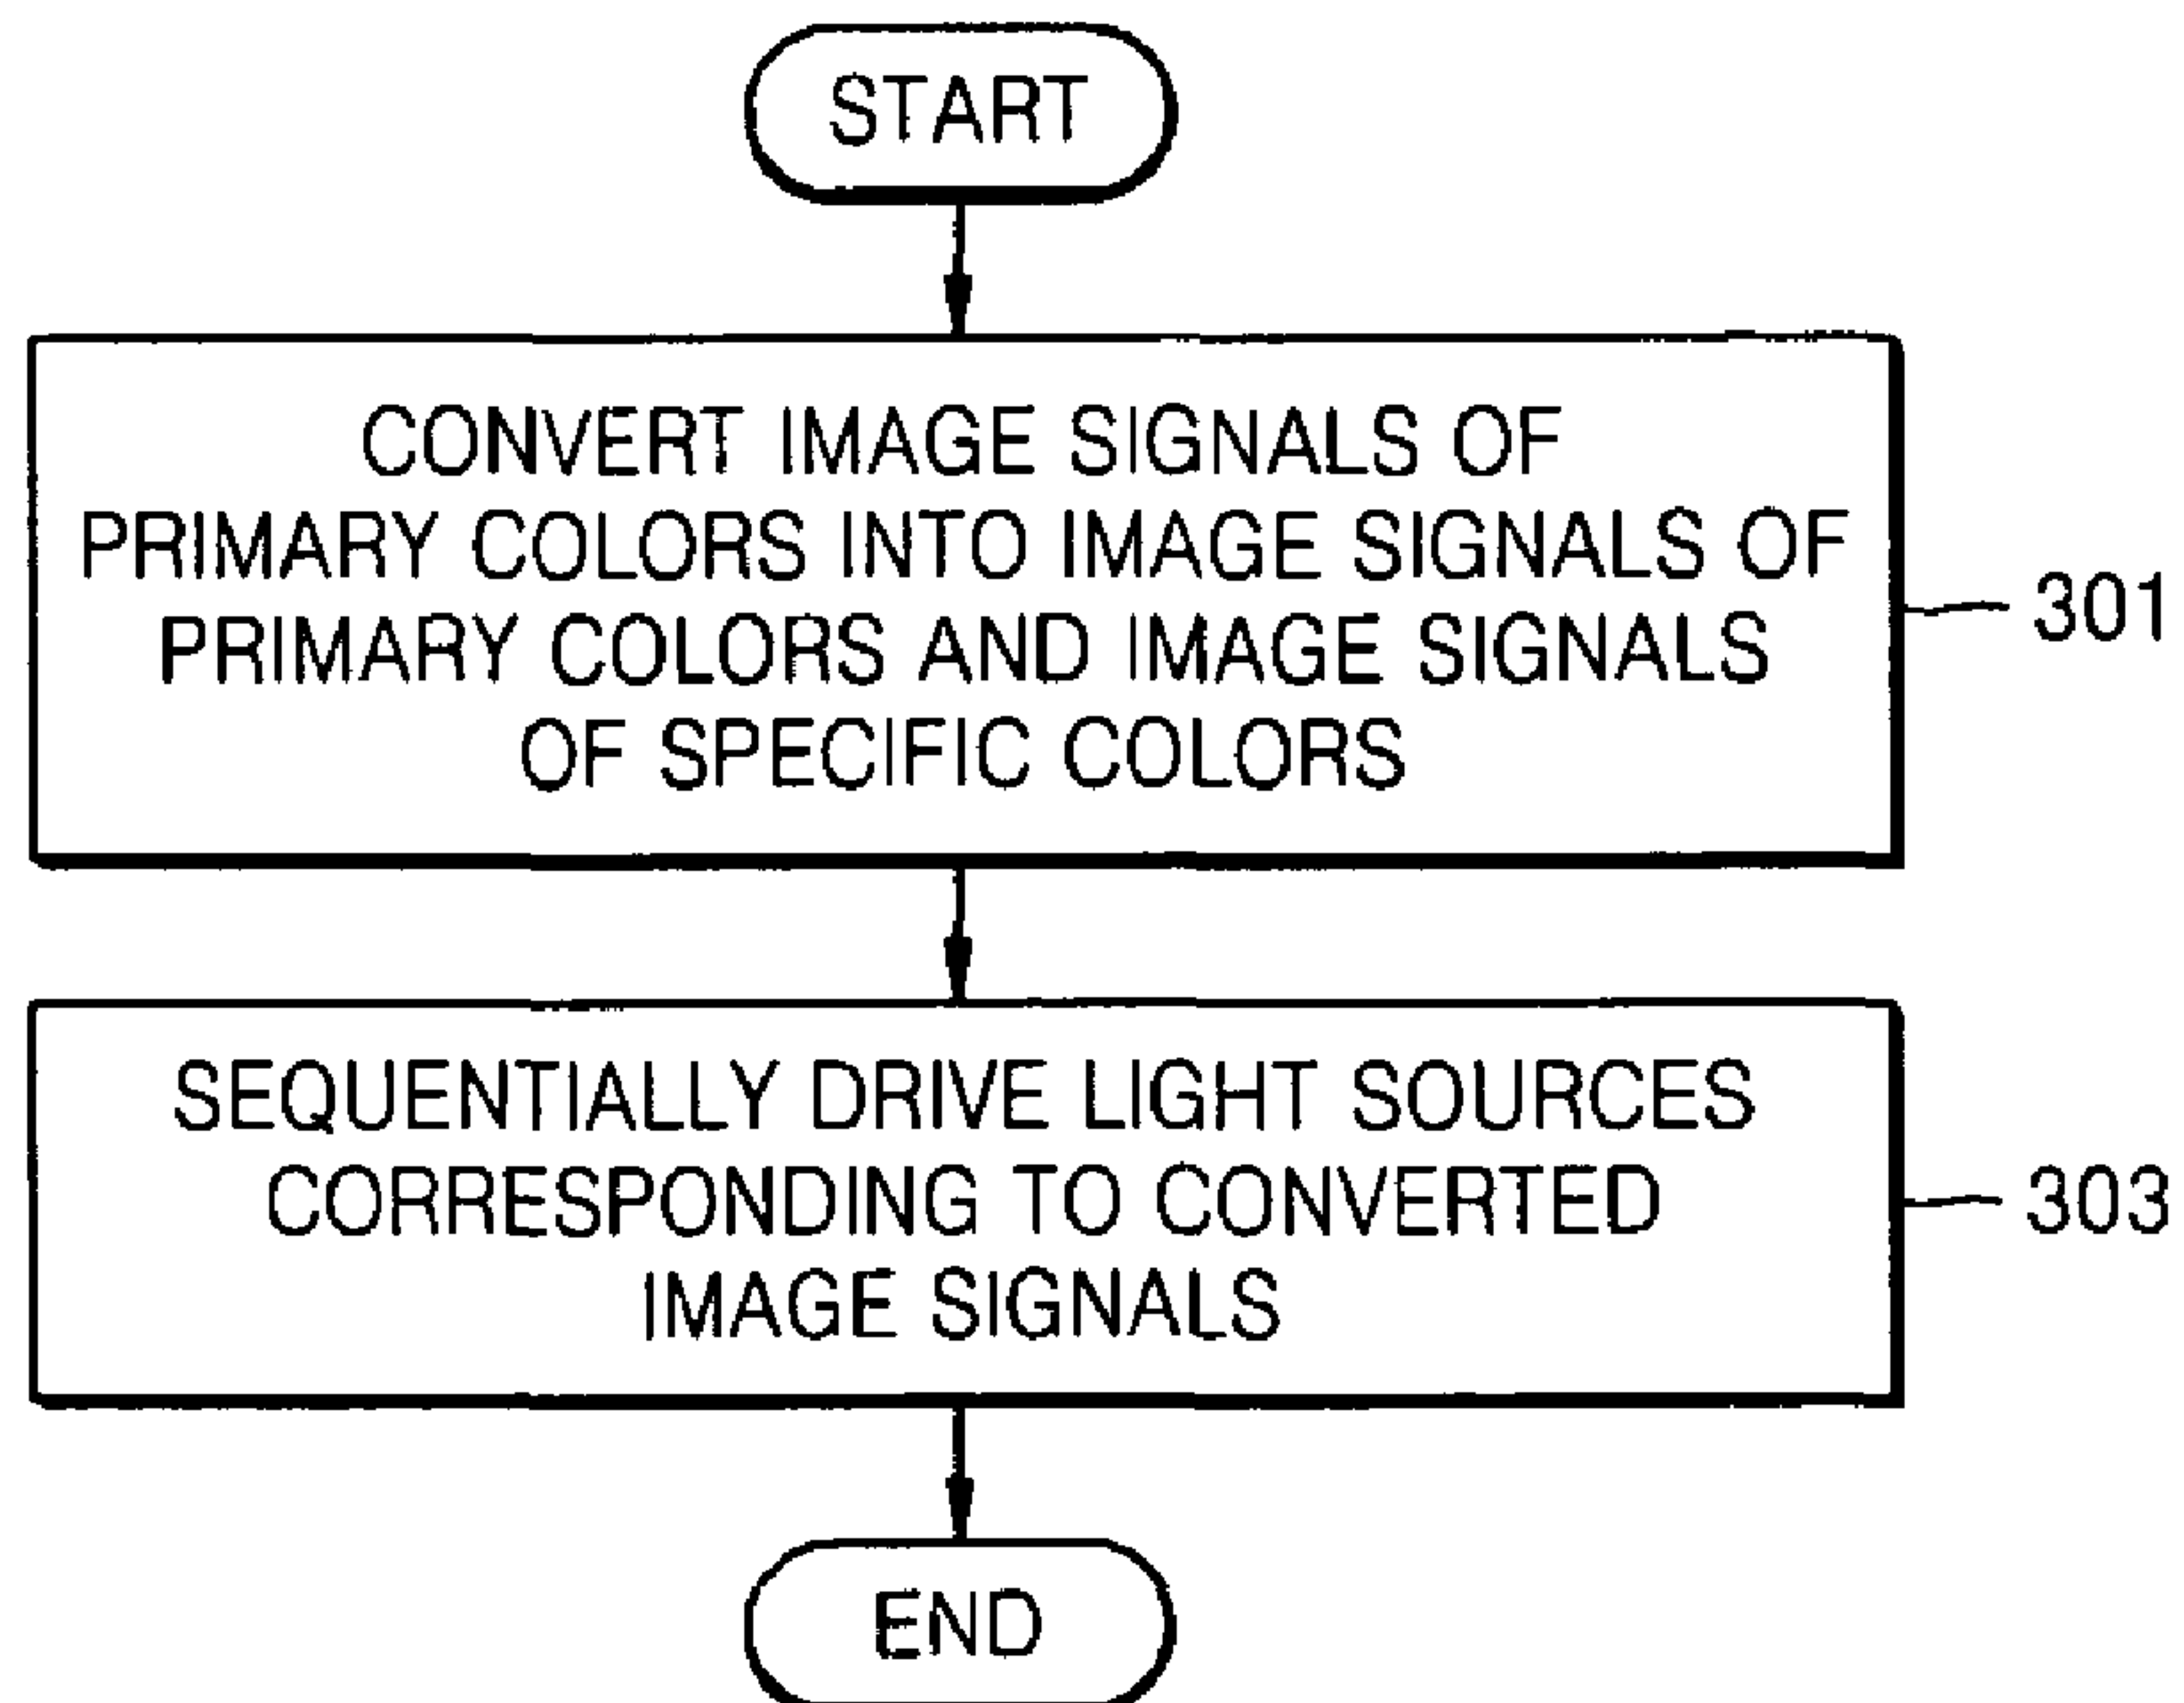 START
CONVERT IMAGE SIGNALS OF
PRIMARY COLORS INTO IMAGE SIGNALS OF
PRIMARY COLORS AND IMAGE SIGNALS
OF SPECIFIC COLORS
301
SEQUENTIALLY DRIVE LIGHT SOURCES
CORRESPONDING TO CONVERTED
IMAGE SIGNALS
303
END